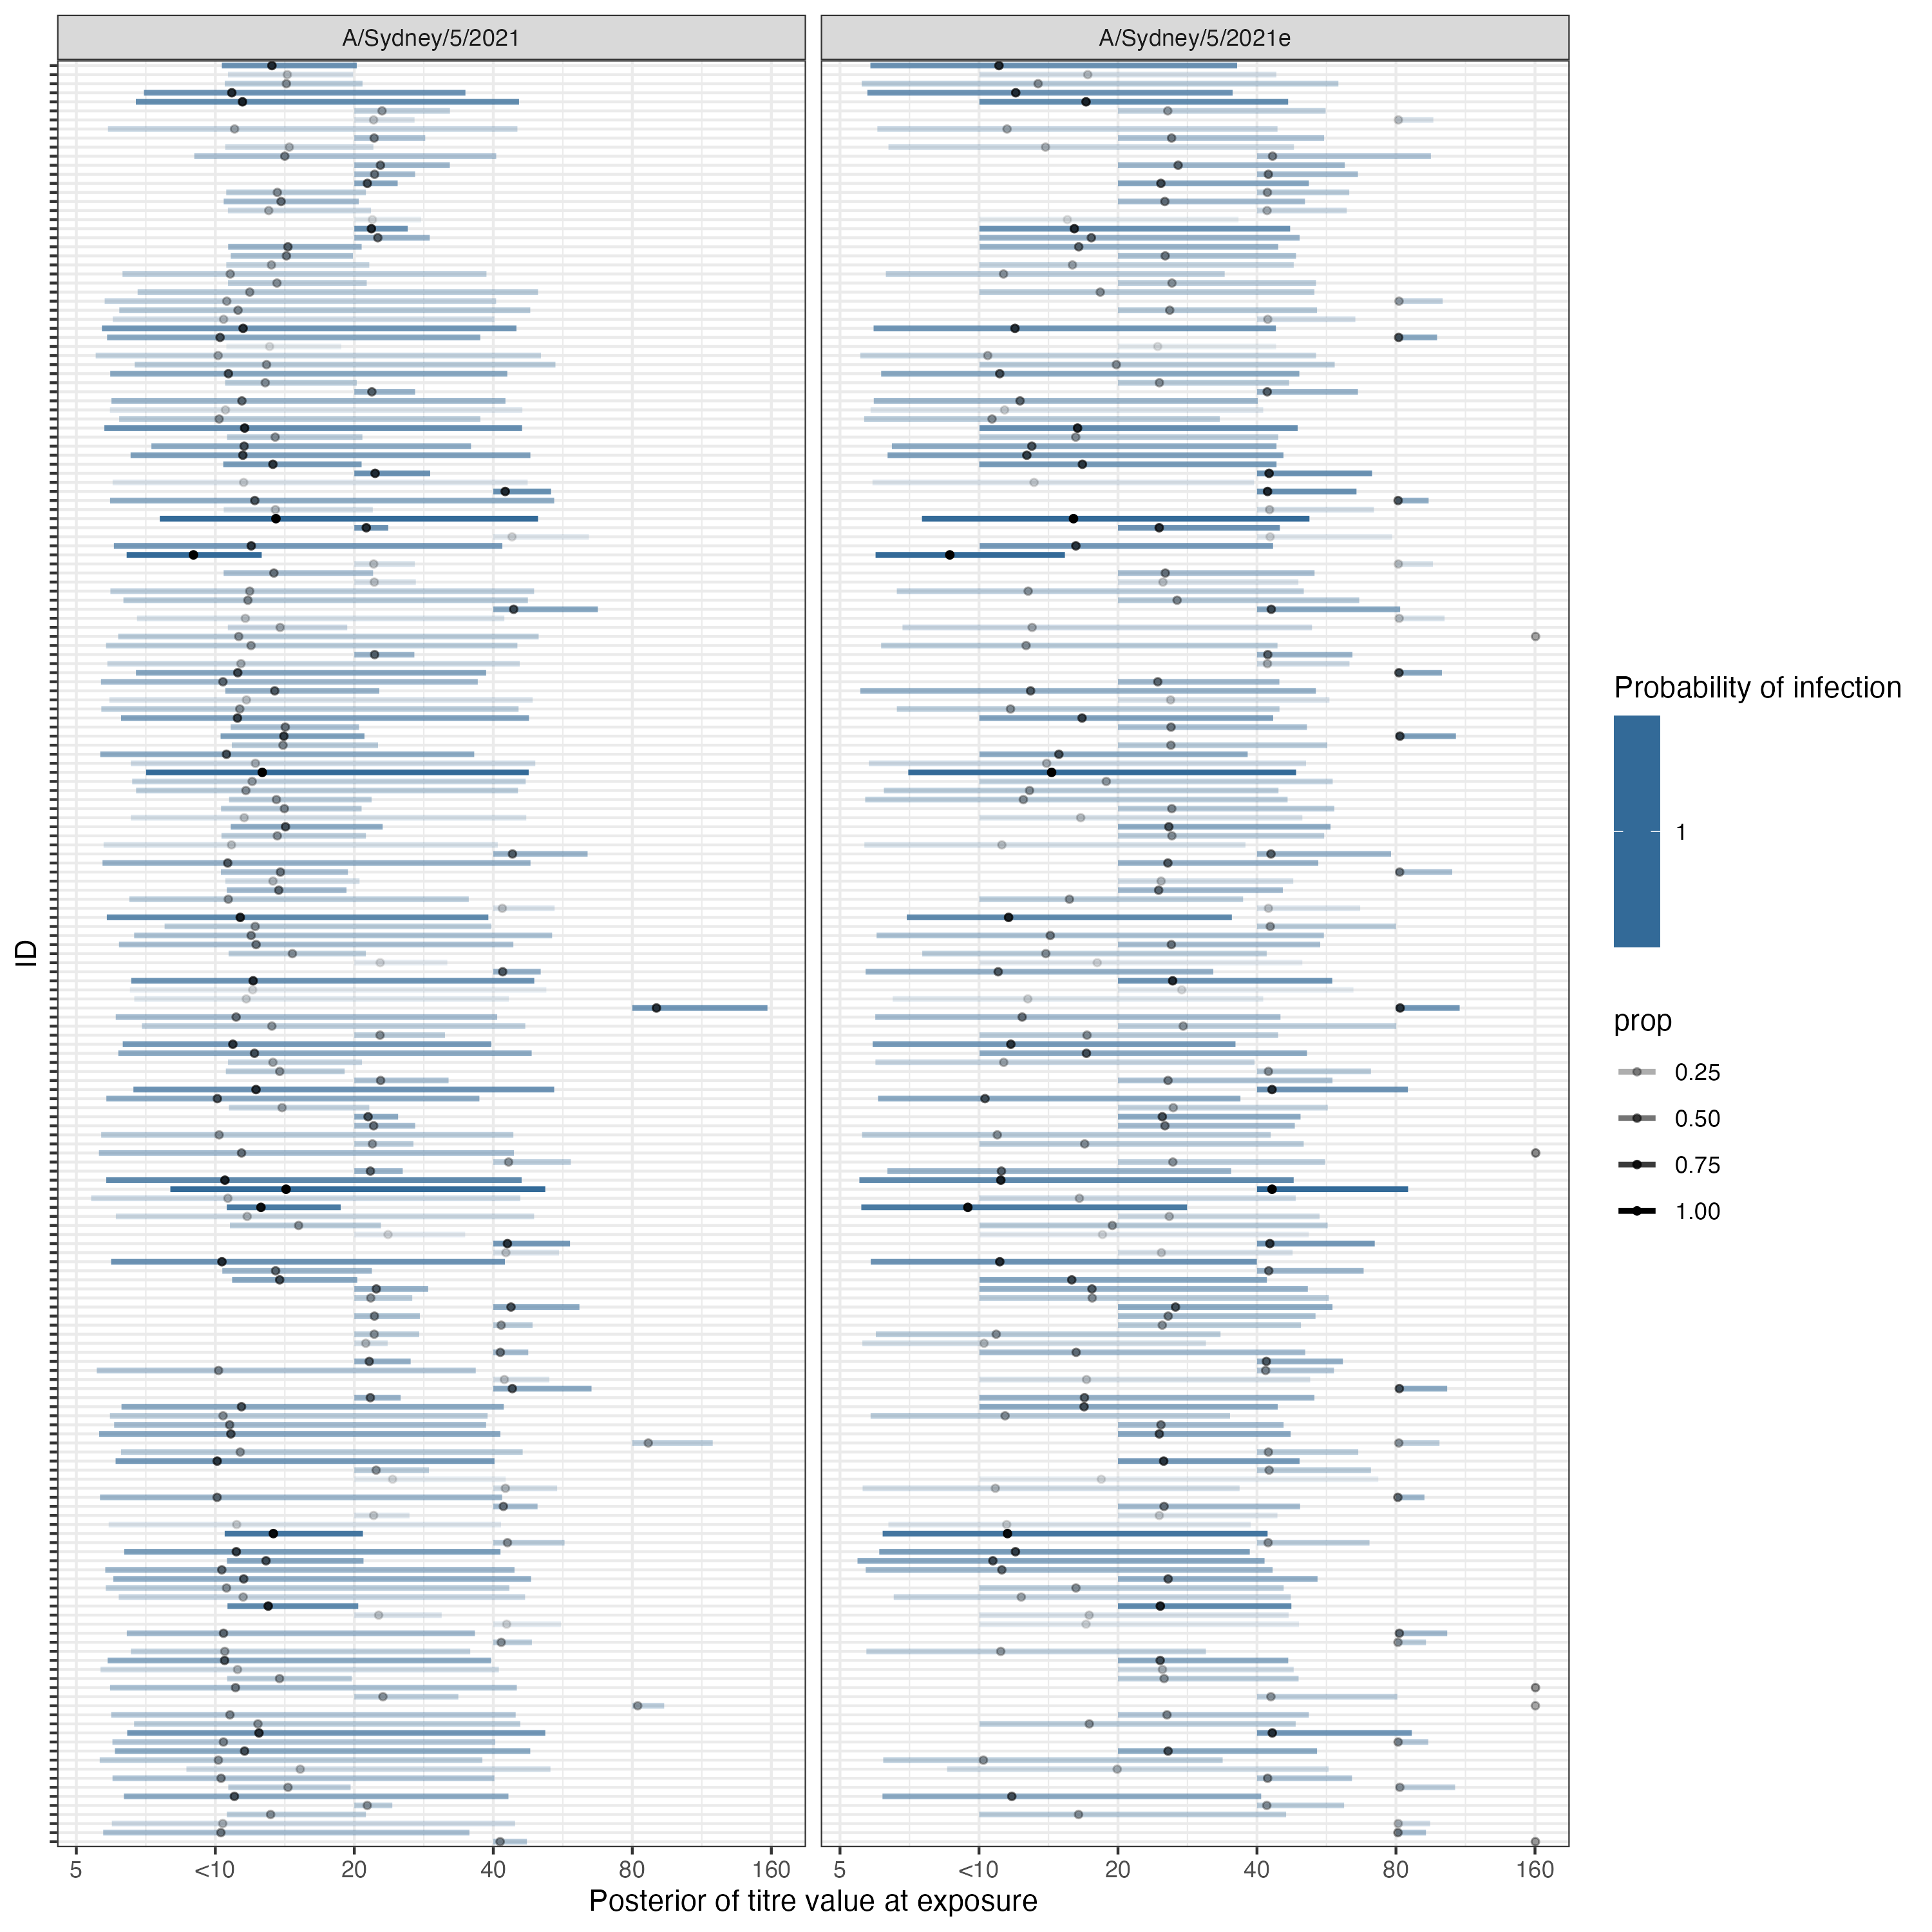 A/Sydney/5/2021
A/Sydney/5/2021e
ID
5 <10 20 40 80 160
5 <10 20 40 80 160
Posterior of titre value at exposure
Probability of infection
1
prop
0.25
0.50
0.75
1.00